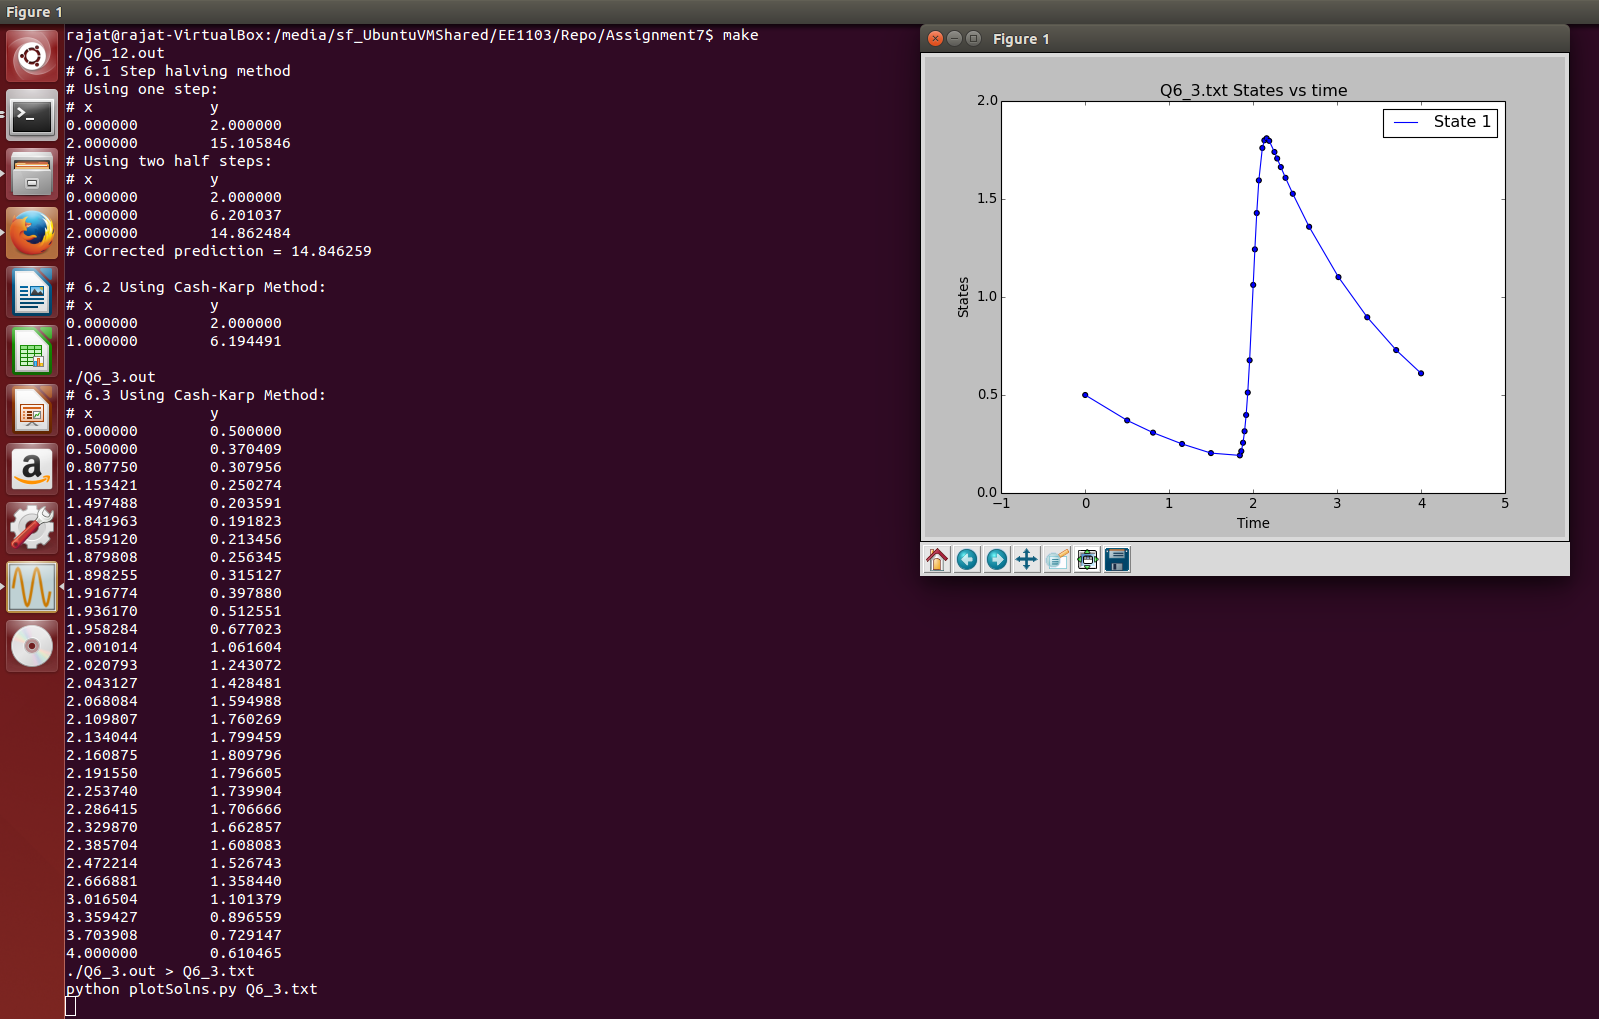 Figure 1
rajat@rajat-VirtualBox:/media/sf_UbuntuVMShared/EE1103/Repo/Assignment7$ make
./Q6_12.out
# 6.1 Step halving method
# Using one step:
# x y
0.000000 2.000000
2.000000 15.105846
# Using two half steps:
# x y
0.000000 2.000000
1.000000 6.201037
2.000000 14.862484
# Corrected prediction = 14.846259
# 6.2 Using Cash-Karp Method:
# x y
0.000000 2.000000
1.000000 6.194491
./Q6_3.out
# 6.3 Using Cash-Karp Method:
# x y
0.000000 0.500000
0.500000 0.370409
0.807750 0.307956
1.153421 0.250274
1.497488 0.203591
1.841963 0.191823
1.859120 0.213456
1.879808 0.256345
1.898255 0.315127
1.916774 0.397880
1.936170 0.512551
1.958284 0.677023
2.001014 1.061604
2.020793 1.243072
2.043127 1.428481
2.068084 1.594988
2.109807 1.760269
2.134044 1.799459
2.160875 1.809796
2.191550 1.796605
2.253740 1.739904
2.286415 1.706666
2.329870 1.662857
2.385704 1.608083
2.472214 1.526743
2.666881 1.358440
3.016504 1.101379
3.359427 0.896559
3.703908 0.729147
4.000000 0.610465
./Q6_3.out > Q6_3.txt
python plotSolns.py Q6_3.txt
Figure 1
Q6_3.txt States vs time
State 1
2.0
1.5
1.0
0.5
0.0
States
−1 0 1 2 3 4 5
Time